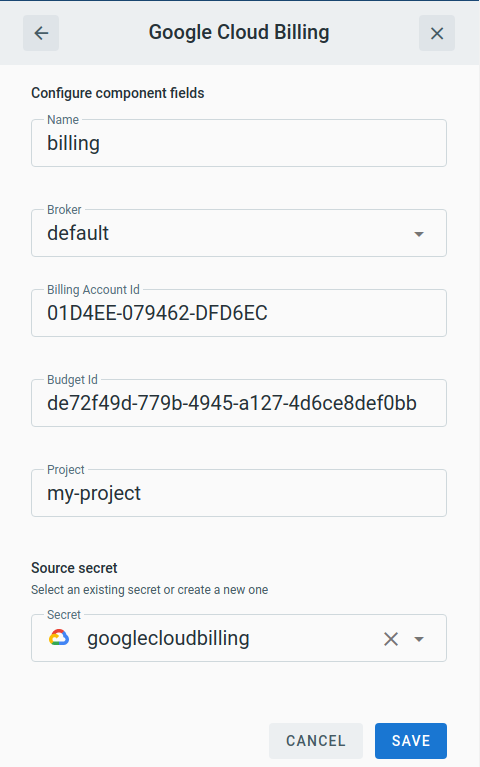 Google Cloud Billing
Configure component fields
Name
billing
Broker
default
Billing Account Id
01D4EE-079462-DFD6EC
Budget Id
de72f49d-779b-4945-a127-4d6ce8def0bb
Project
my-project
Source secret
Select an existing secret or create a new one
Secret
googlecloudbilling
CANCEL
SAVE